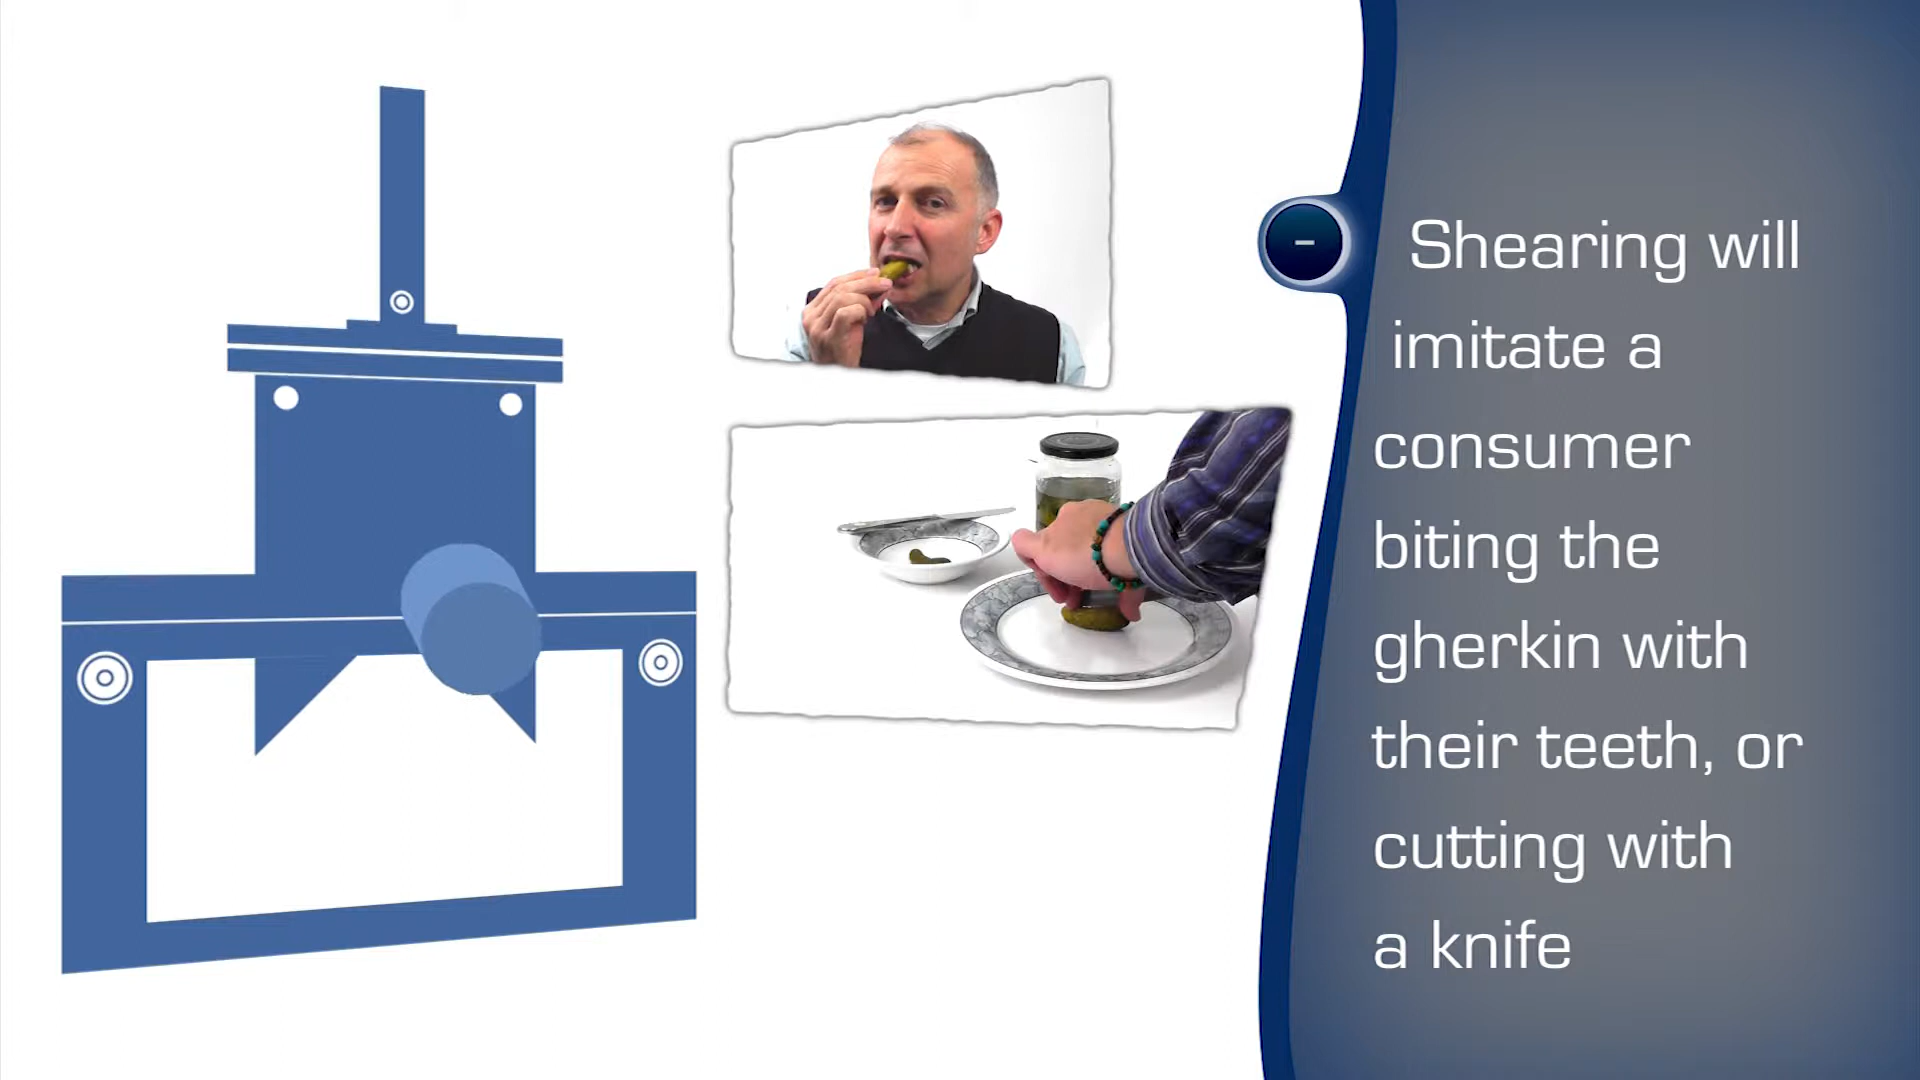 - Shearing will
imitate a
consumer
biting the
gherkin with
their teeth, or
cutting with
a knife